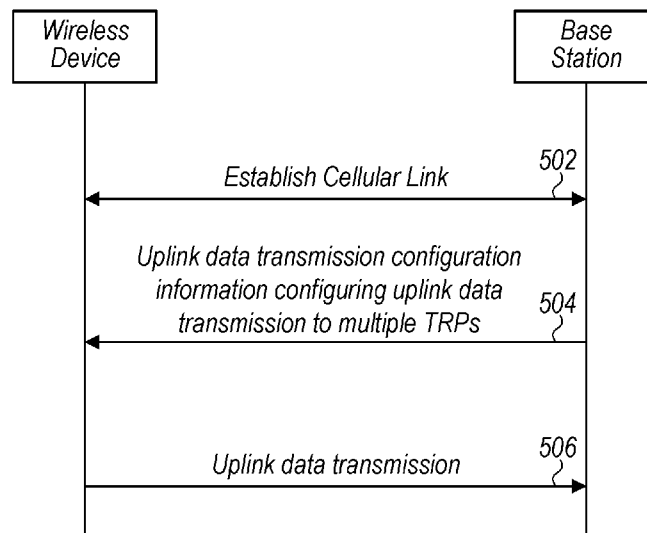 Wireless
Device
Base
Station
502
Establish Cellular Link
Uplink data transmission configuration
information configuring uplink data
transmission to multiple TRPs
504
506
Uplink data transmission